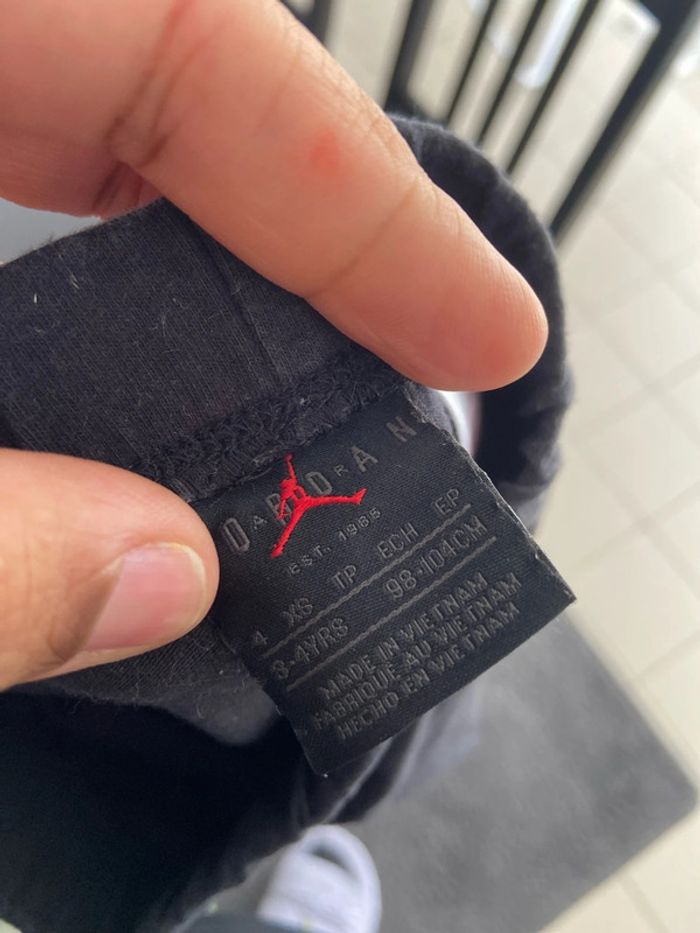 JORDAN
EST. 1985
4 XS TP ECH EP
3-4YRS 98-104CM
MADE IN VIETNAM
FABRIQUÉ AU VIETNAM
HECHO EN VIETNAM